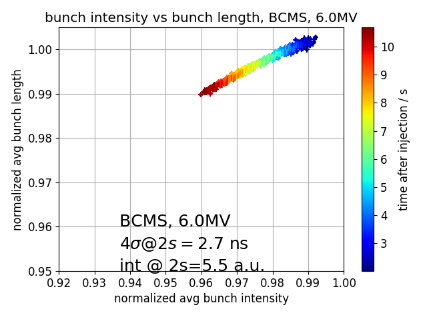 bunch intensity vs bunch length, BCMS, 6.0MV
normalized avg bunch length
1.00
0.99
0.98
0.97
0.96
0.95
BCMS, 6.0MV
4σ@2s = 2.7 ns
int @ 2s=5.5 a.u.
0.92 0.93 0.94 0.95 0.96 0.97 0.98 0.99 1.00
normalized avg bunch intensity
10
9
8
7
6
5
4
3
time after injection / s